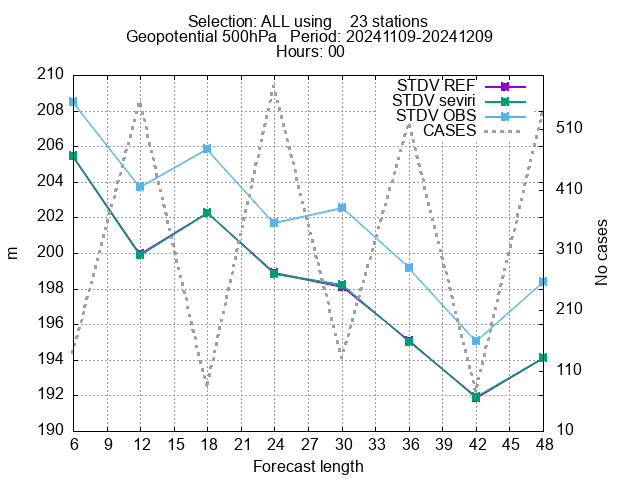 Selection: ALL using    23 stations
Geopotential 500hPa   Period: 20241109-20241209
Hours: 00
210
208
206
204
202
200
198
196
194
192
190
m
STDV REF
STDV seviri
STDV OBS
CASES
510
410
310
210
110
10
No cases
6 9 12 15 18 21 24 27 30 33 36 39 42 45 48
Forecast length